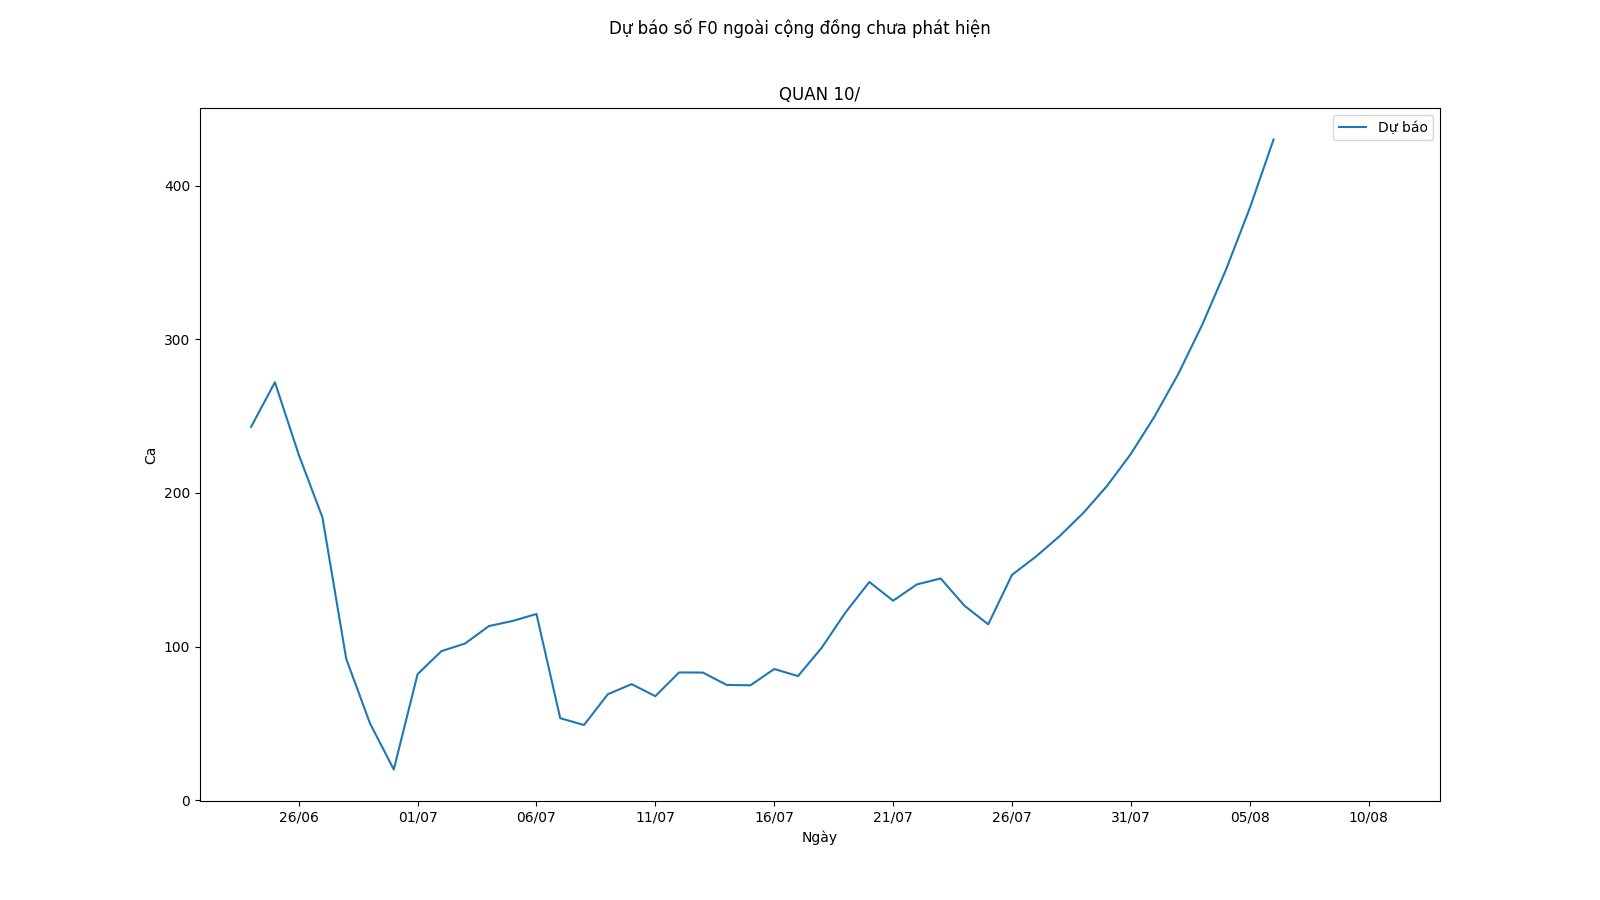 Dự báo số F0 ngoài cộng đồng chưa phát hiện
QUAN 10/
Dự báo
400
300
200
100
0
Ca
26/06 01/07 06/07 11/07 16/07 21/07 26/07 31/07 05/08 10/08
Ngày